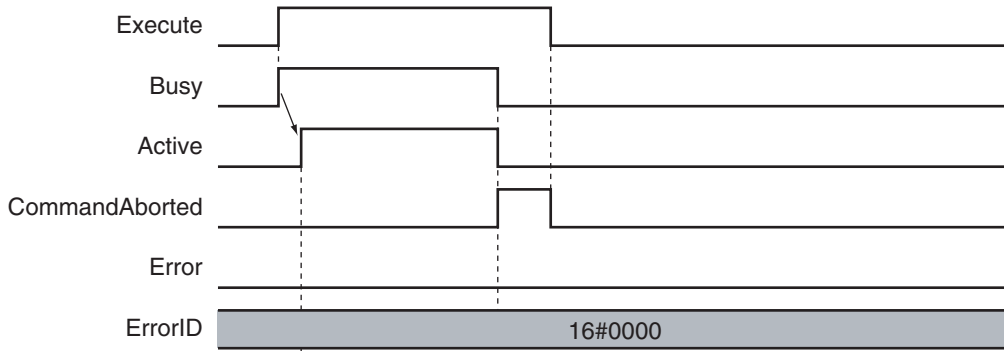 Execute
Busy
Active
CommandAborted
Error
ErrorID
16#0000